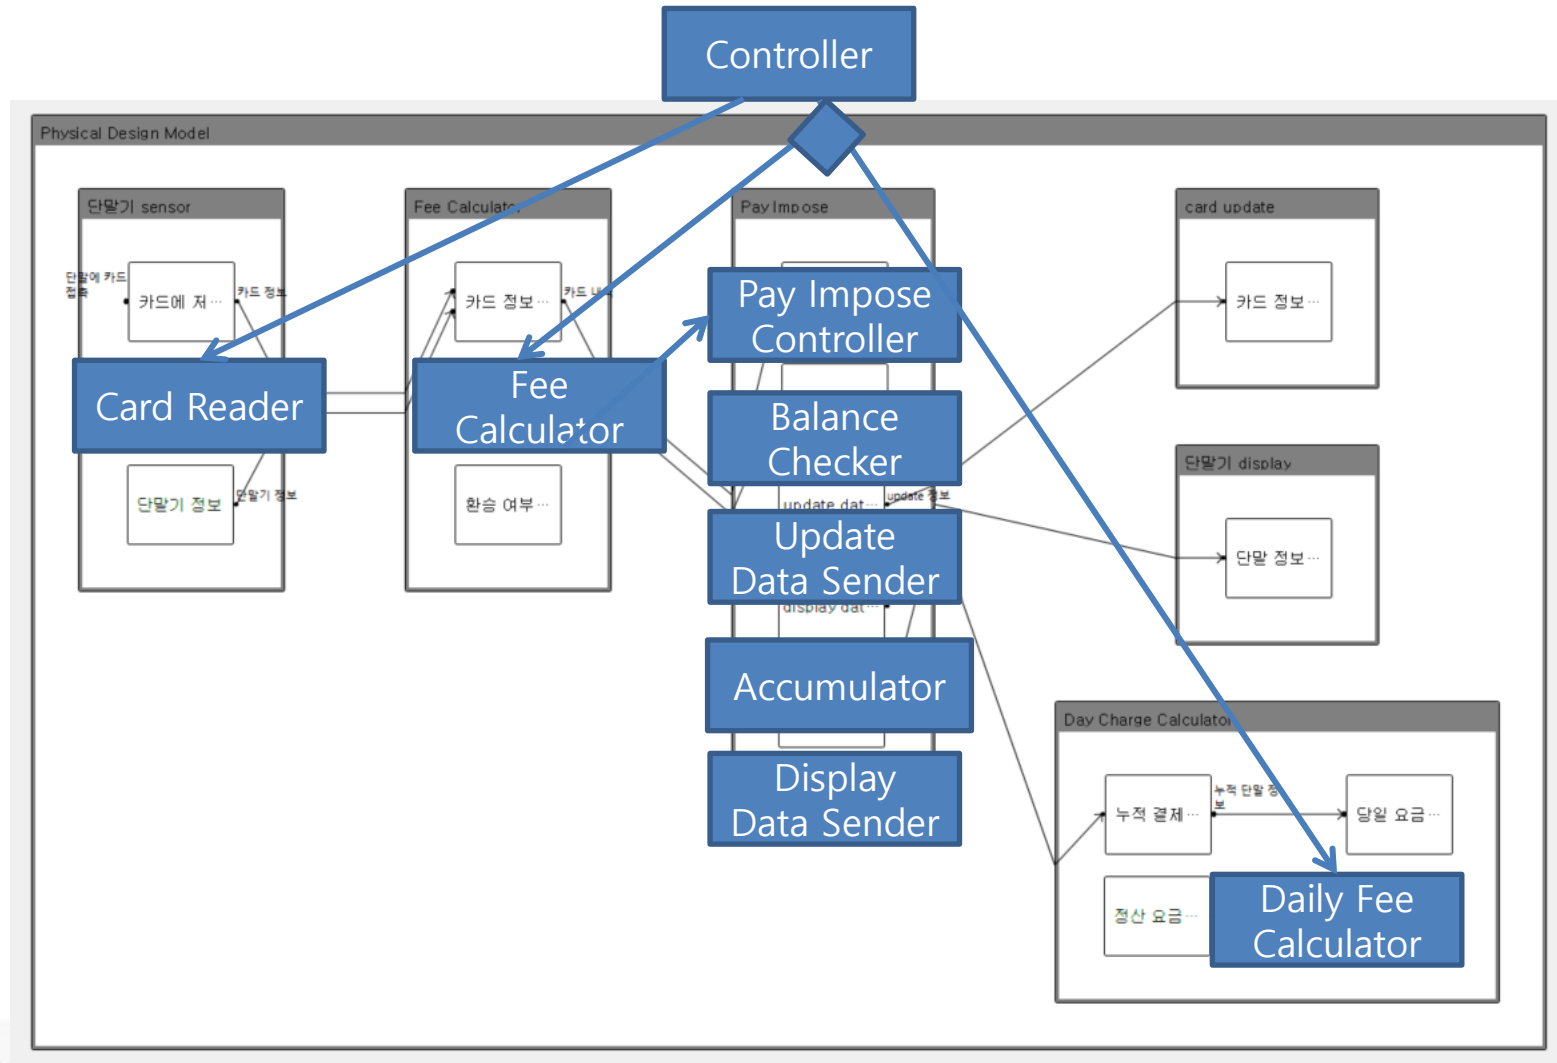 Controller
Physical Design Model
단말기 sensor
Fee Calculator
Pay Impose
card update
단말에 카드
접촉
카드에 저…
카드 정보
카드 정보…
카드 내역
Pay Impose
Controller
카드 정보…
Card Reader
Fee
Calculator
Balance
Checker
단말기 display
단말기 정보
단말기 정보
환승 여부…
update dat…
update 정보
Update
Data Sender
단말 정보…
display dat…
Accumulator
Day Charge Calculator
Display
Data Sender
누적 결제…
누적 단말 정
보
당일 요금…
정산 요금…
Daily Fee
Calculator